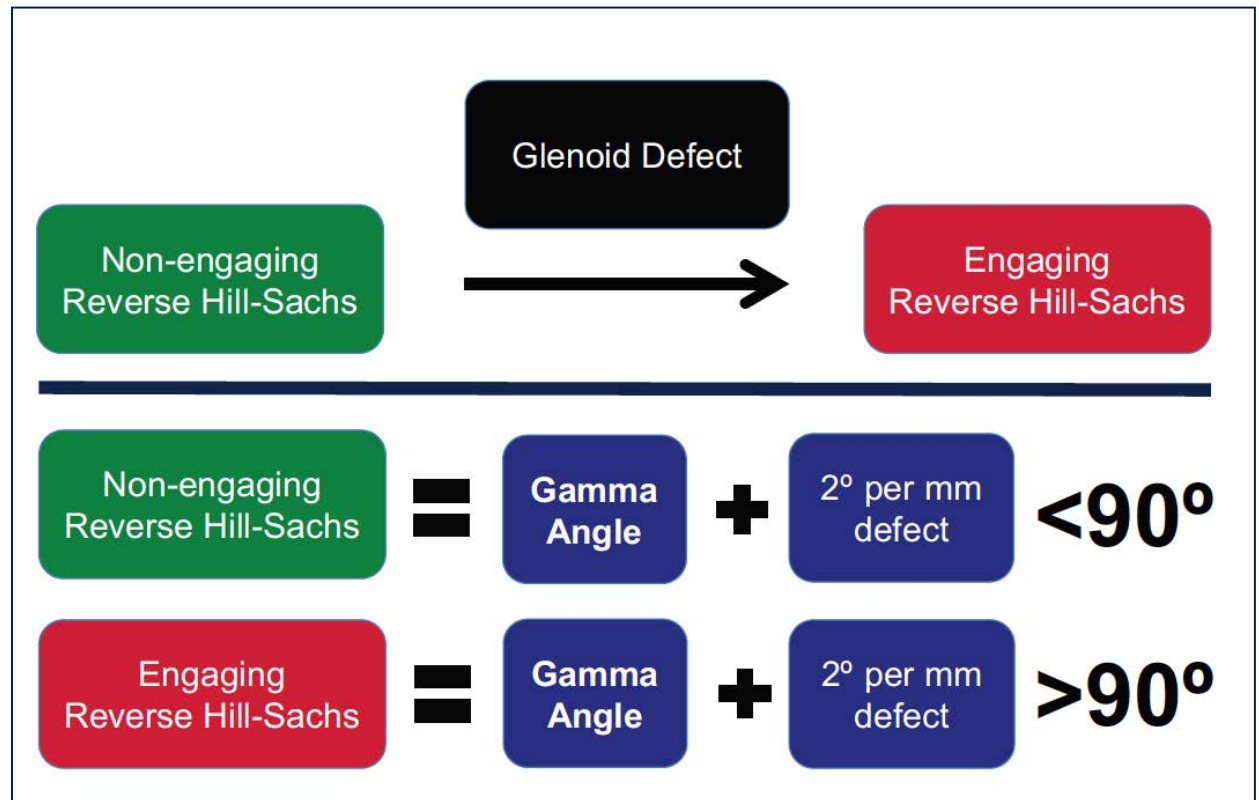 Glenoid Defect
Non-engaging
Reverse Hill-Sachs
Engaging
Reverse Hill-Sachs
Non-engaging
Reverse Hill-Sachs
=
Gamma
Angle
+
2º per mm
defect
<90º
Engaging
Reverse Hill-Sachs
=
Gamma
Angle
+
2º per mm
defect
>90º